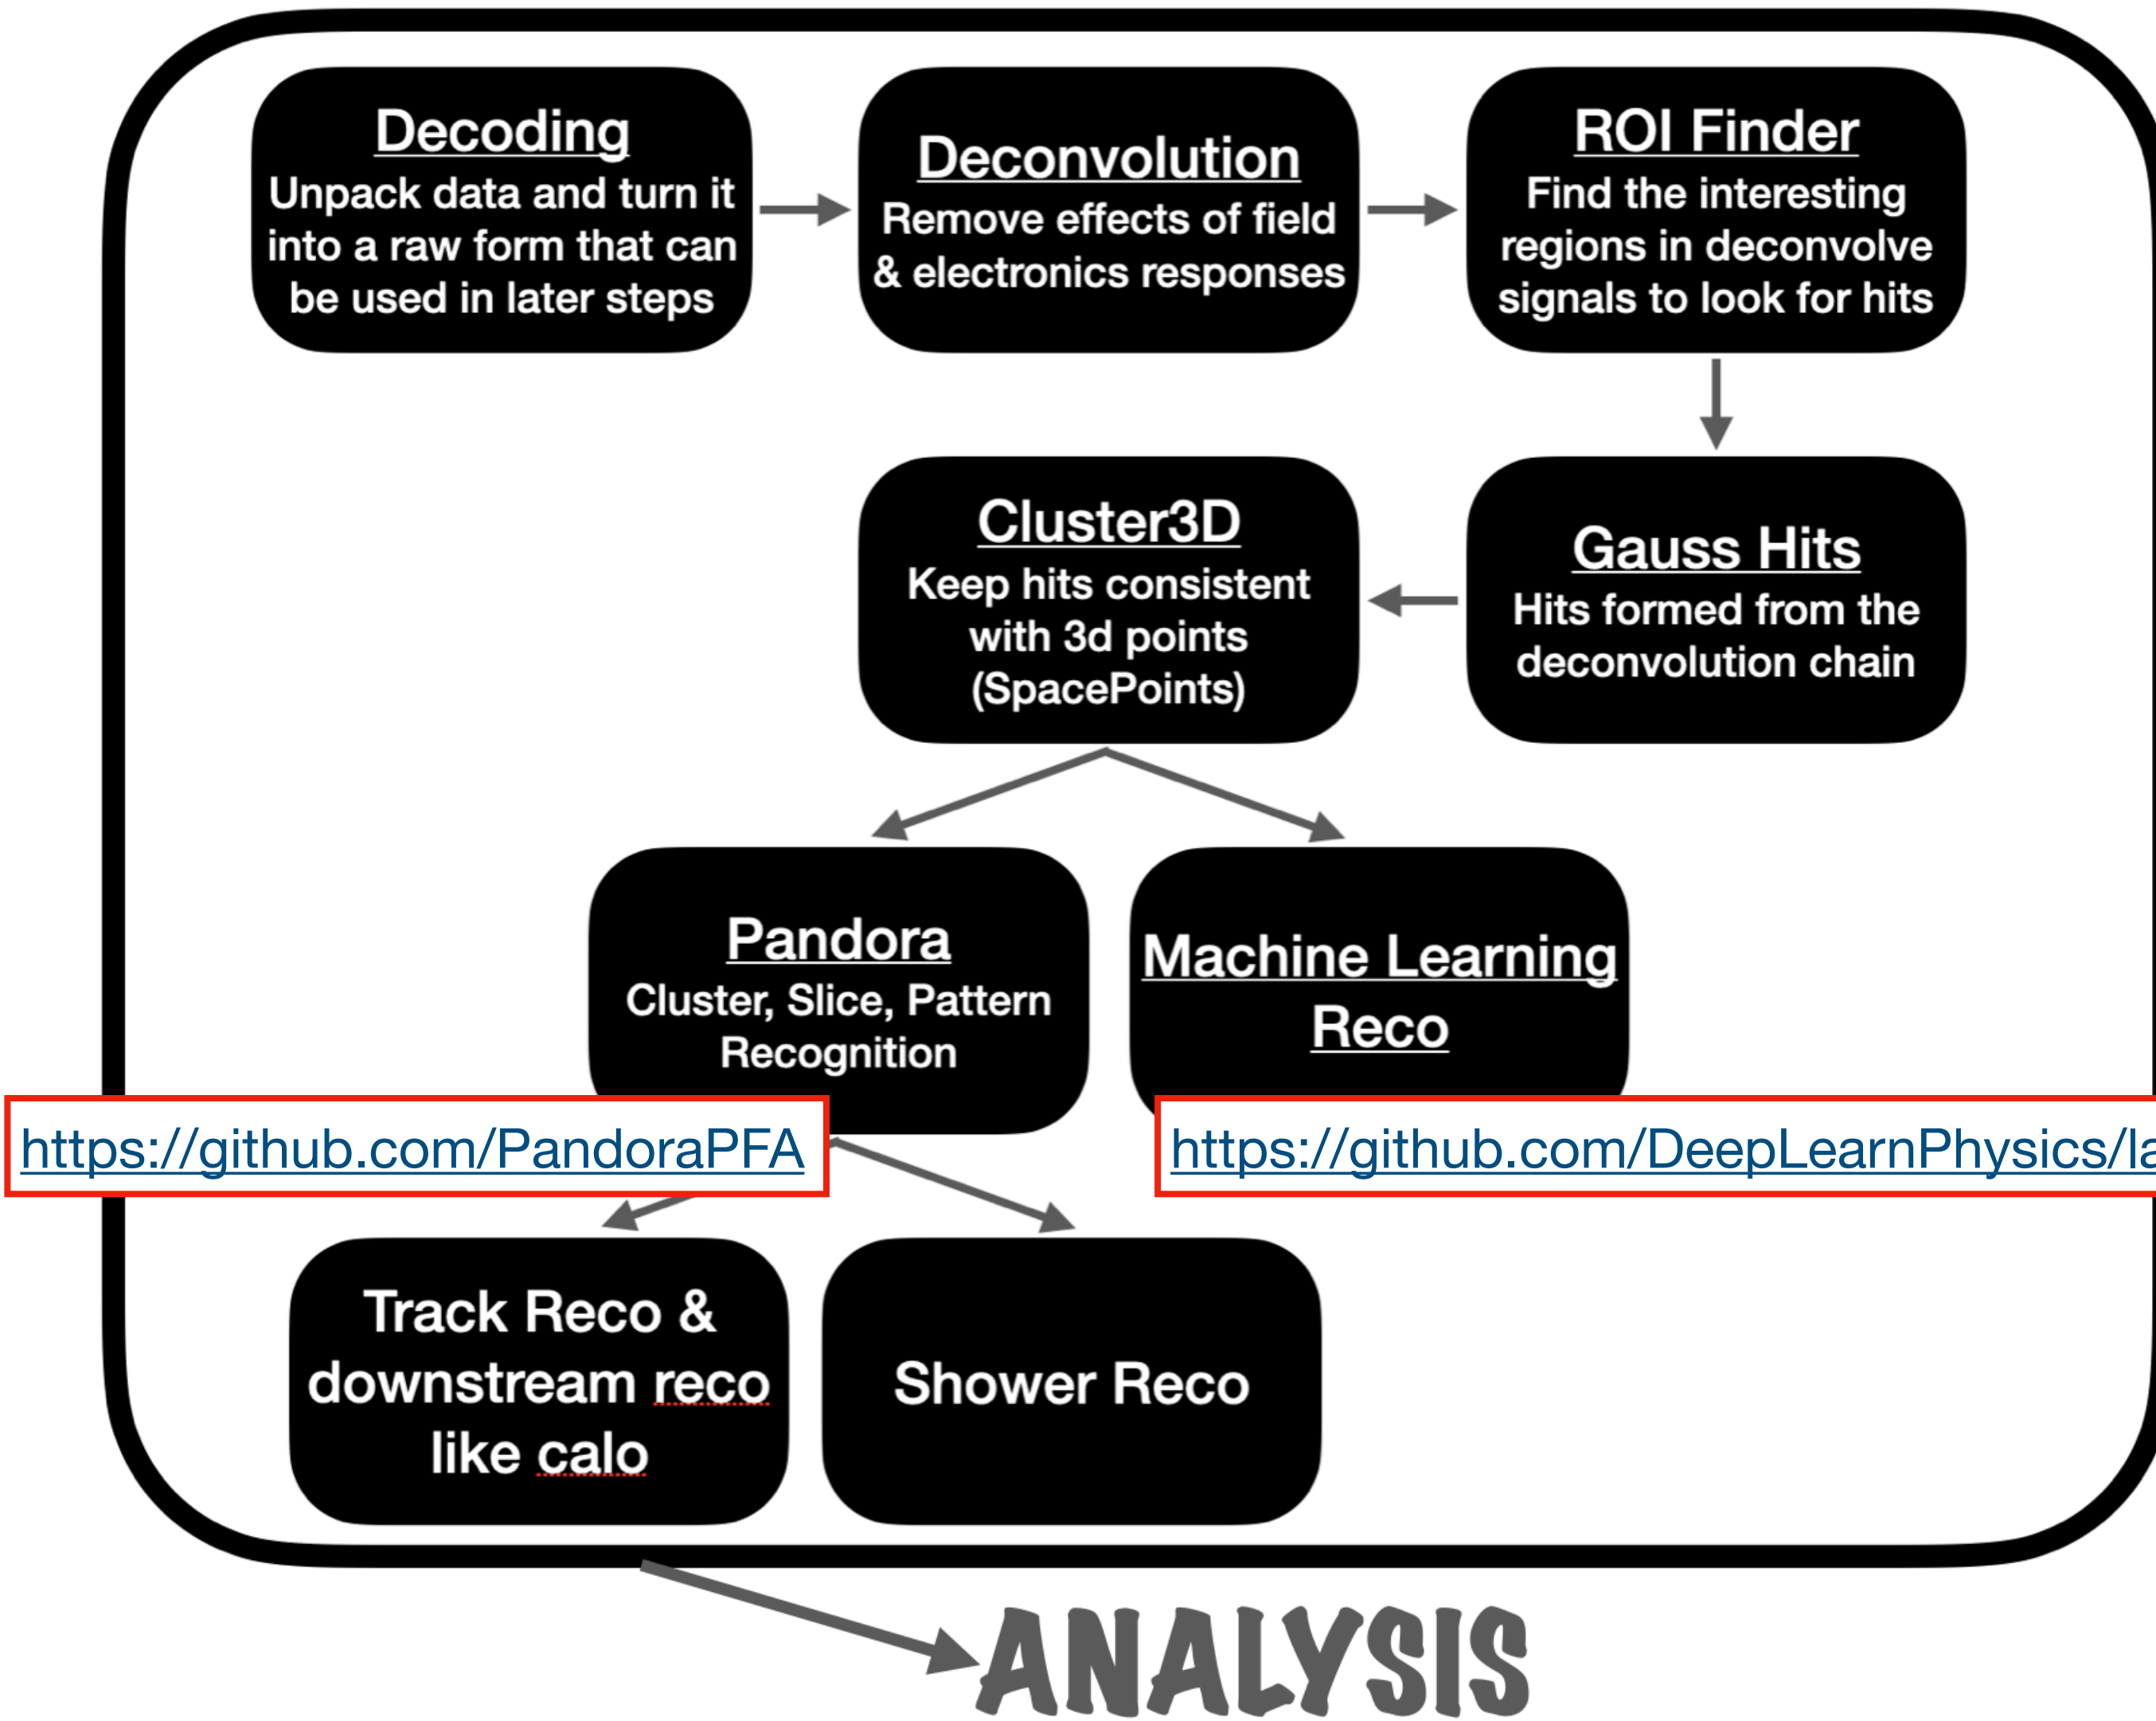 Decoding
Unpack data and turn it
into a raw form that can
be used in later steps
Deconvolution
Remove effects of field
& electronics responses
ROI Finder
Find the interesting
regions in deconvolve
signals to look for hits
Cluster3D
Keep hits consistent
with 3d points
(SpacePoints)
Gauss Hits
Hits formed from the
deconvolution chain
Pandora
Cluster, Slice, Pattern
Recognition
Machine Learning
Reco
https://github.com/PandoraPFA
https://github.com/DeepLearnPhysics/la
Track Reco &
downstream reco
like calo
Shower Reco
ANALYSIS